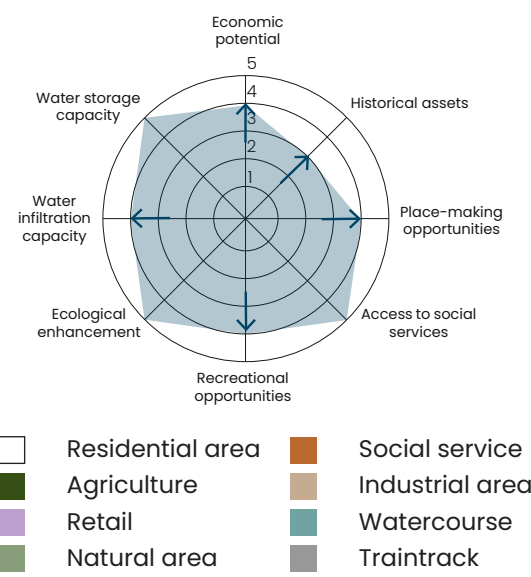 Economic
potential
5
4
3
2
1
Water storage
capacity
Historical assets
Water
infiltration
capacity
Place-making
opportunities
Ecological
enhancement
Access to social
services
Recreational
opportunities
Residential area
Social service
Agriculture
Industrial area
Retail
Watercourse
Natural area
Traintrack